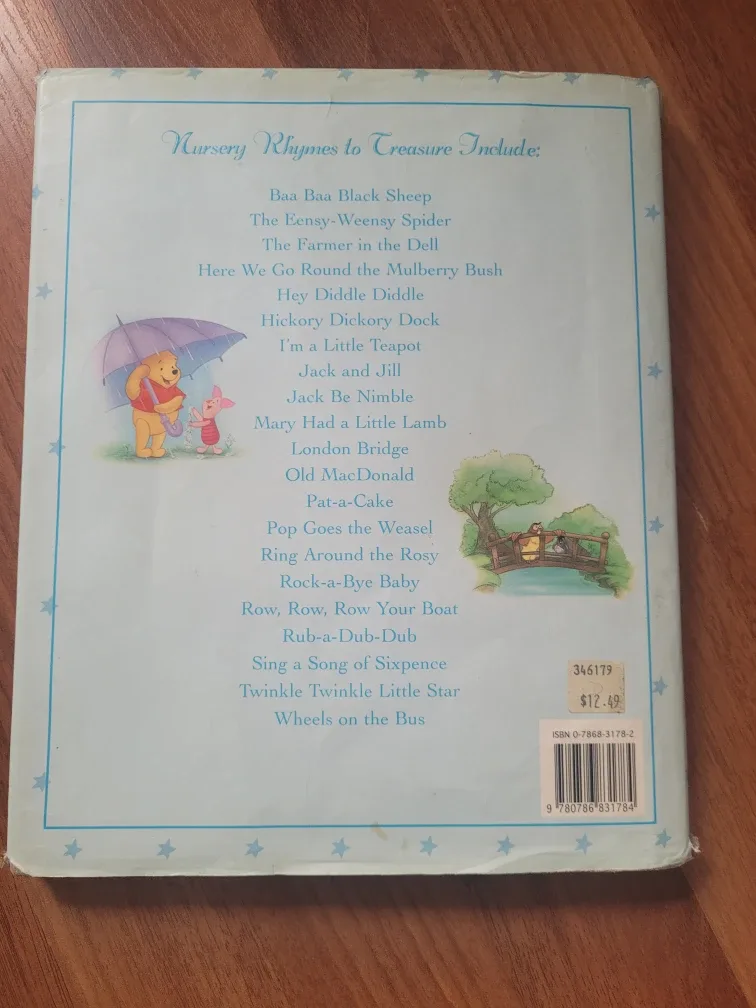 Nursery Rhymes to Treasure Include:
Baa Baa Black Sheep
The Eensy-Weensy Spider
The Farmer in the Dell
Here We Go Round the Mulberry Bush
Hey Diddle Diddle
Hickory Dickory Dock
I'm a Little Teapot
Jack and Jill
Jack Be Nimble
Mary Had a Little Lamb
London Bridge
Old MacDonald
Pat-a-Cake
Pop Goes the Weasel
Ring Around the Rosy
Rock-a-Bye Baby
Row, Row, Row Your Boat
Rub-a-Dub-Dub
Sing a Song of Sixpence
Twinkle Twinkle Little Star
Wheels on the Bus
346179
$12.49
ISBN 0-7868-3178-2
9 780786 831784